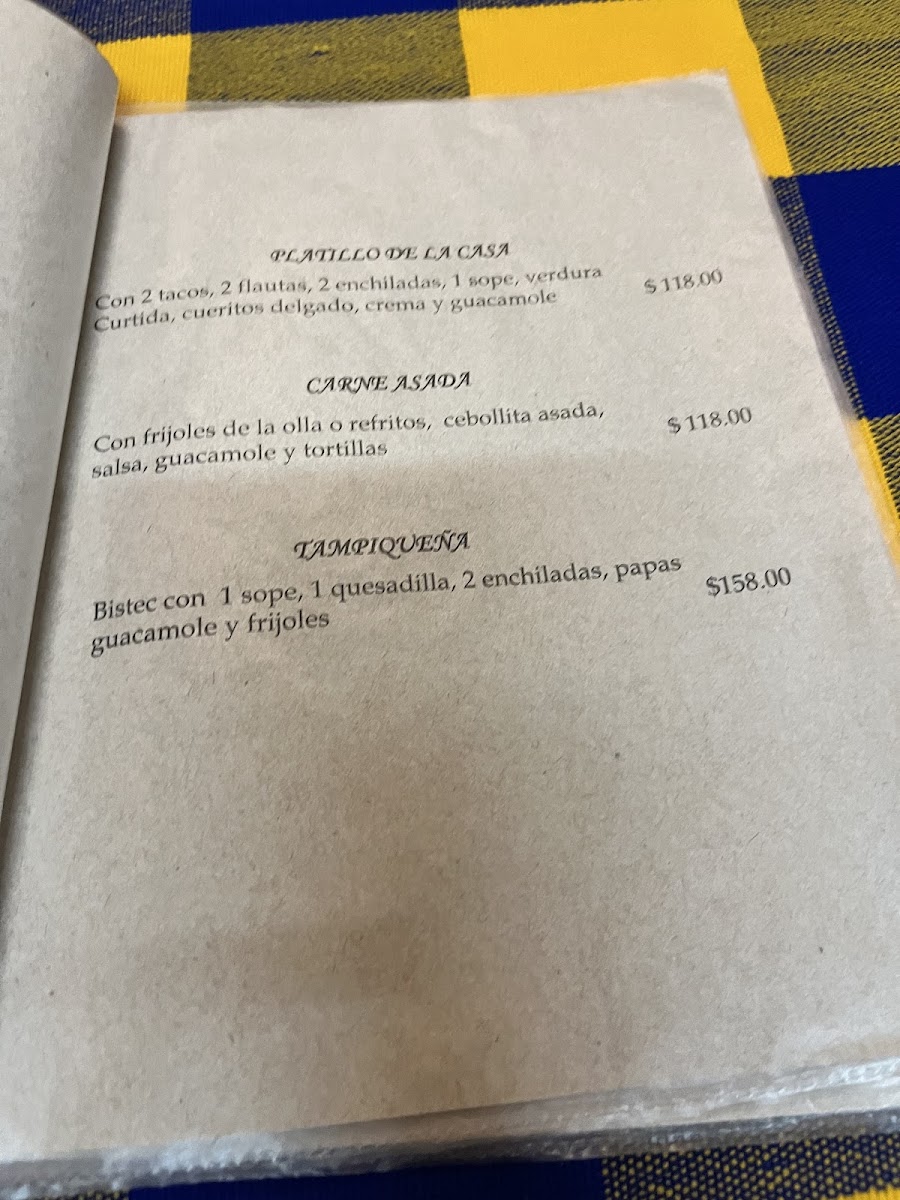 PLATILLO DE LA CASA
Con 2 tacos, 2 flautas, 2 enchiladas, 1 sope, verdura $ 118.00
Curtida, cueritos delgado, crema y guacamole
CARNE ASADA
Con frijoles de la olla o refritos, cebollita asada, $ 118.00
salsa, guacamole y tortillas
TAMPIQUEÑA
Bistec con 1 sope, 1 quesadilla, 2 enchiladas, papas $158.00
guacamole y frijoles